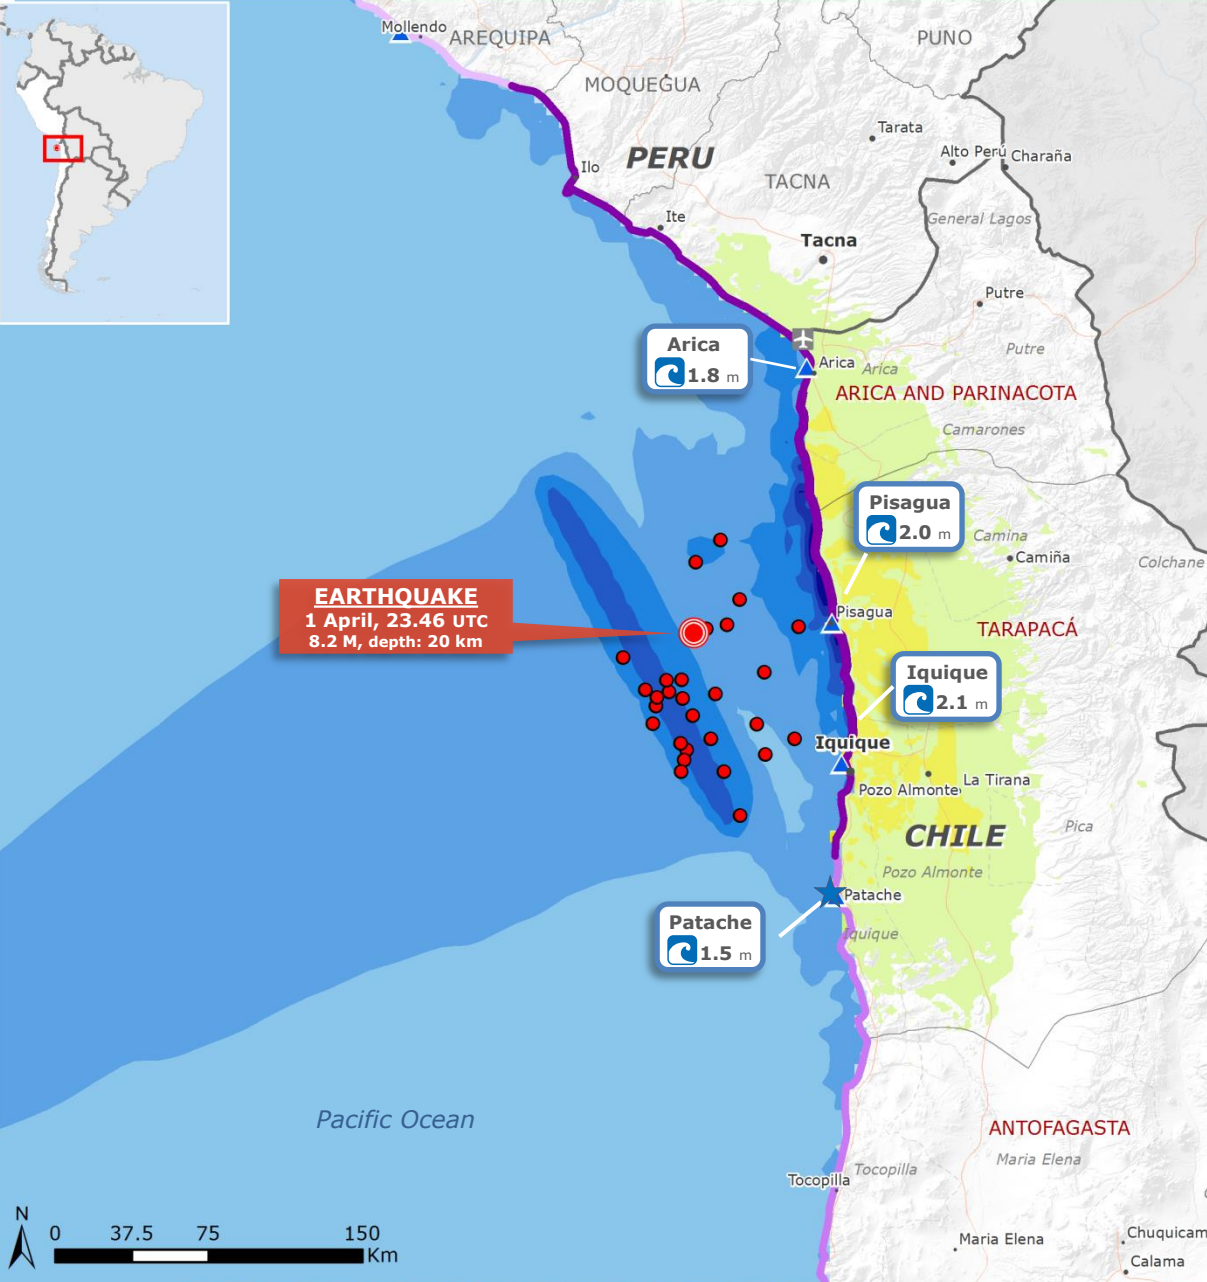 Mollendo
AREQUIPA
PUNO
MOQUEGUA
Tarata
PERU
Alto Perú
Charaña
Ilo
TACNA
Ite
General Lagos
Tacna
Putre
Arica
1.8 m
Putre
Arica
Arica
ARICA AND PARINACOTA
Camarones
Pisagua
2.0 m
Camina
Camiña
Colchane
EARTHQUAKE
1 April, 23.46 UTC
8.2 M, depth: 20 km
Pisagua
TARAPACÁ
Iquique
2.1 m
Iquique
La Tirana
Pozo Almonte
CHILE
Pica
Pozo Almonte
Patache
Patache
1.5 m
Iquique
Pacific Ocean
ANTOFAGASTA
Maria Elena
Tocopilla
Tocopilla
N
0 37.5 75 150
Km
Maria Elena
Chuquicam
Calama